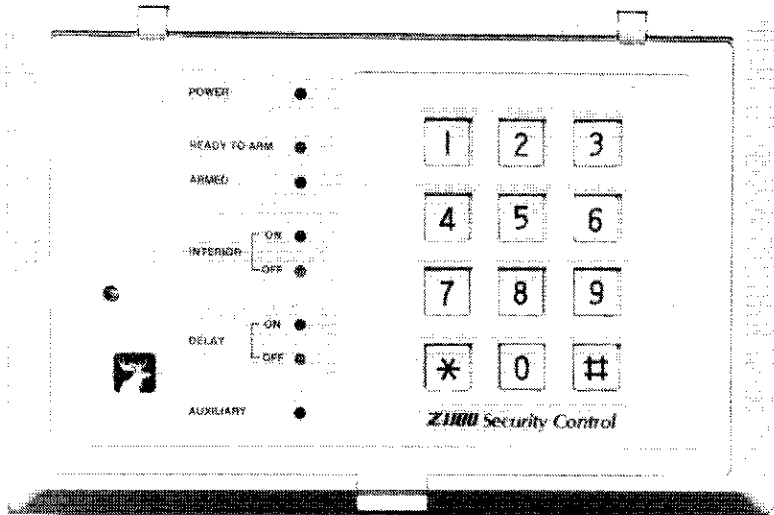 POWER
READY TO ARM
ARMED
INTERIOR
ON
OFF
DELAY
ON
OFF
AUXILIARY
1 2 3
4 5 6
7 8 9
* 0 #
Z1100 Security Control